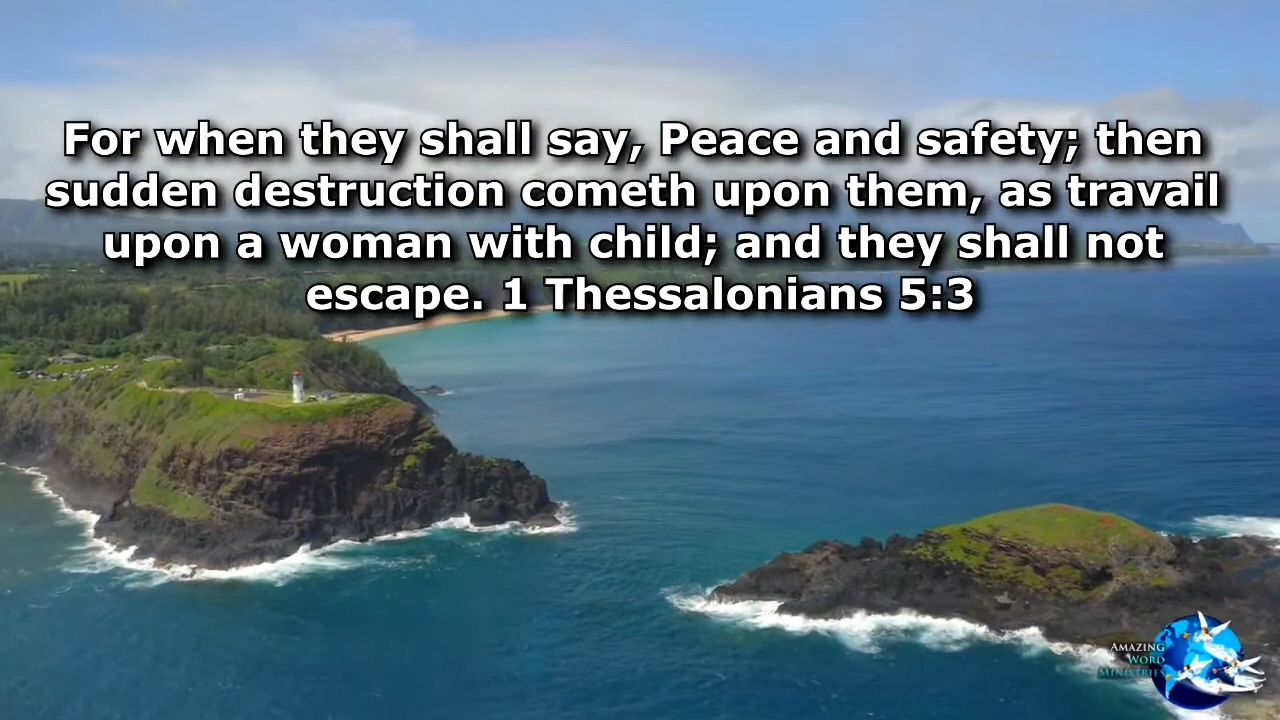 For when they shall say, Peace and safety; then
sudden destruction cometh upon them, as travail
upon a woman with child; and they shall not
escape. 1 Thessalonians 5:3
AMAZING
WORD
MINISTRIES